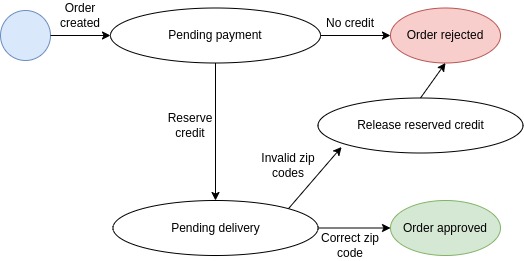 Order
created
Pending payment
No credit
Order rejected
Reserve
credit
Release reserved credit
Invalid zip
codes
Pending delivery
Correct zip
code
Order approved